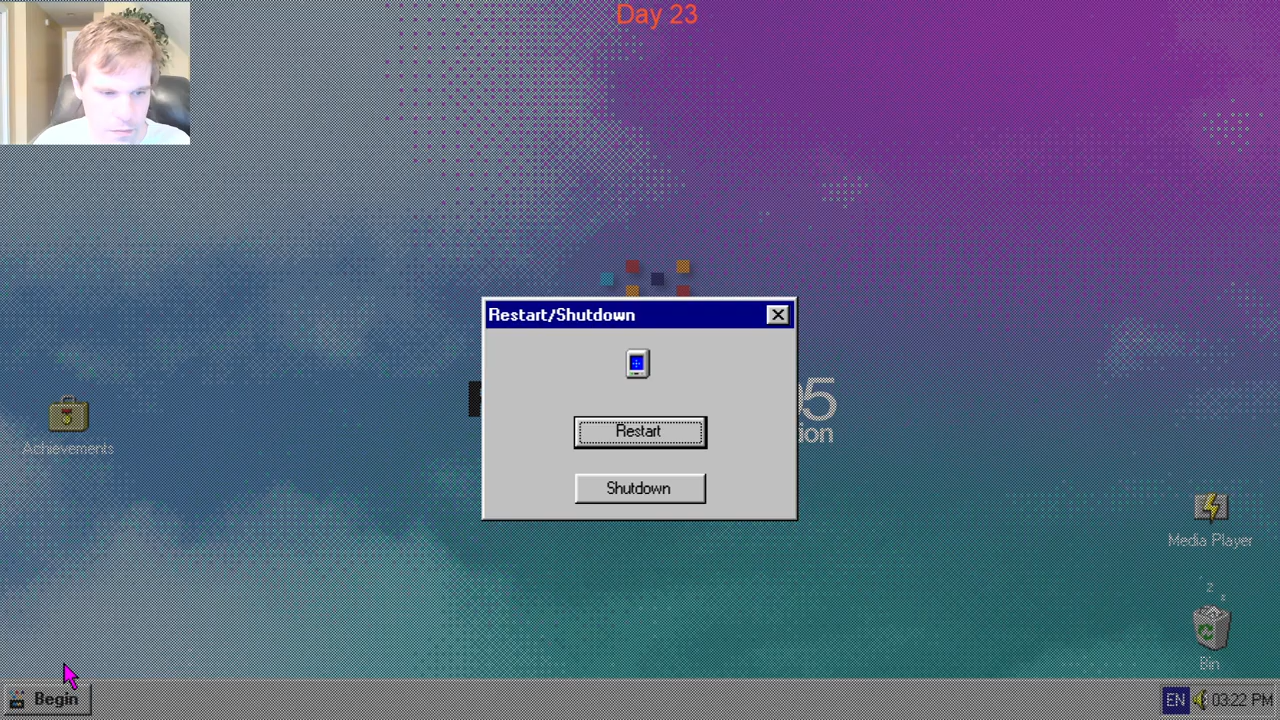 Day 23
Restart/Shutdown
Restart
Shutdown
Achievements
Media Player
Bin
Begin
EN
03:22 PM